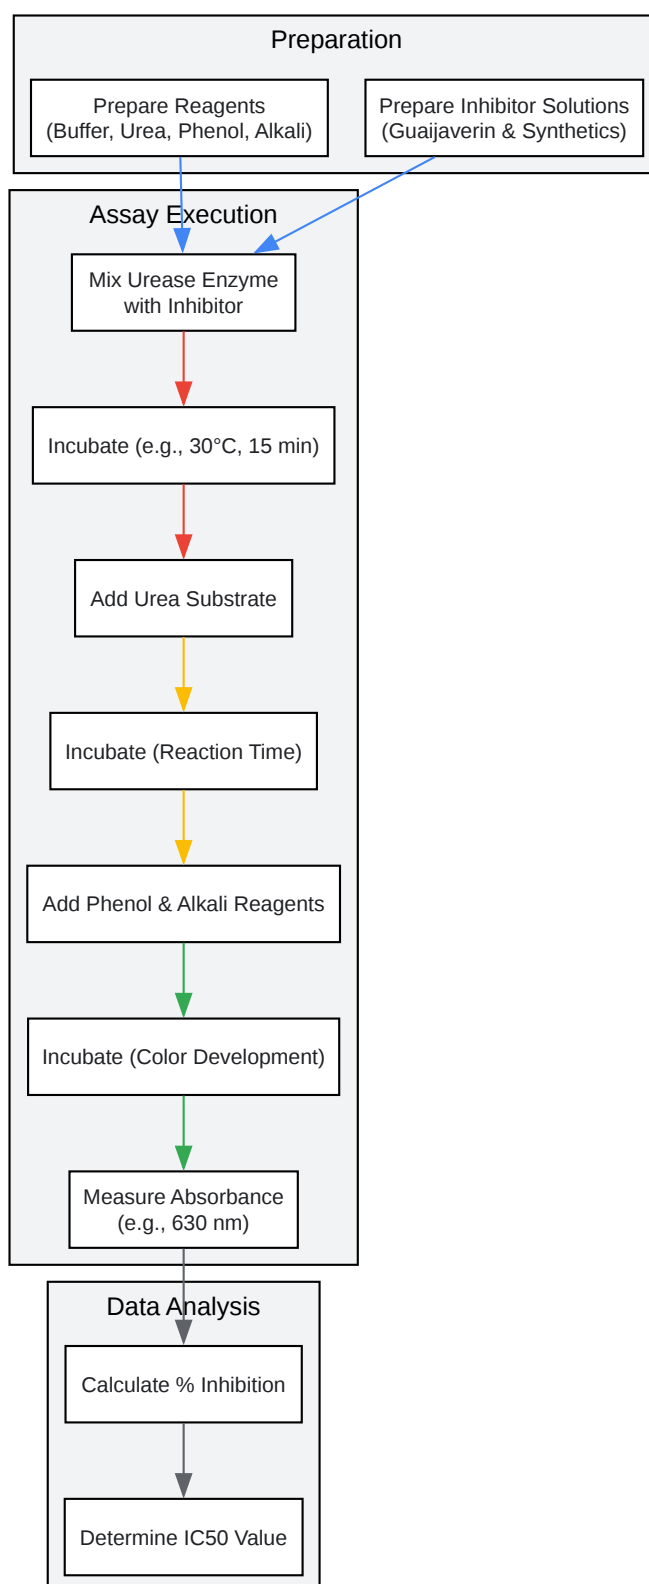 Preparation
Prepare Reagents
(Buffer, Urea, Phenol, Alkali)
Prepare Inhibitor Solutions
(Guaijaverin & Synthetics)
Assay Execution
Mix Urease Enzyme
with Inhibitor
Incubate (e.g., 30°C, 15 min)
Add Urea Substrate
Incubate (Reaction Time)
Add Phenol & Alkali Reagents
Incubate (Color Development)
Measure Absorbance
(e.g., 630 nm)
Data Analysis
Calculate % Inhibition
Determine IC50 Value